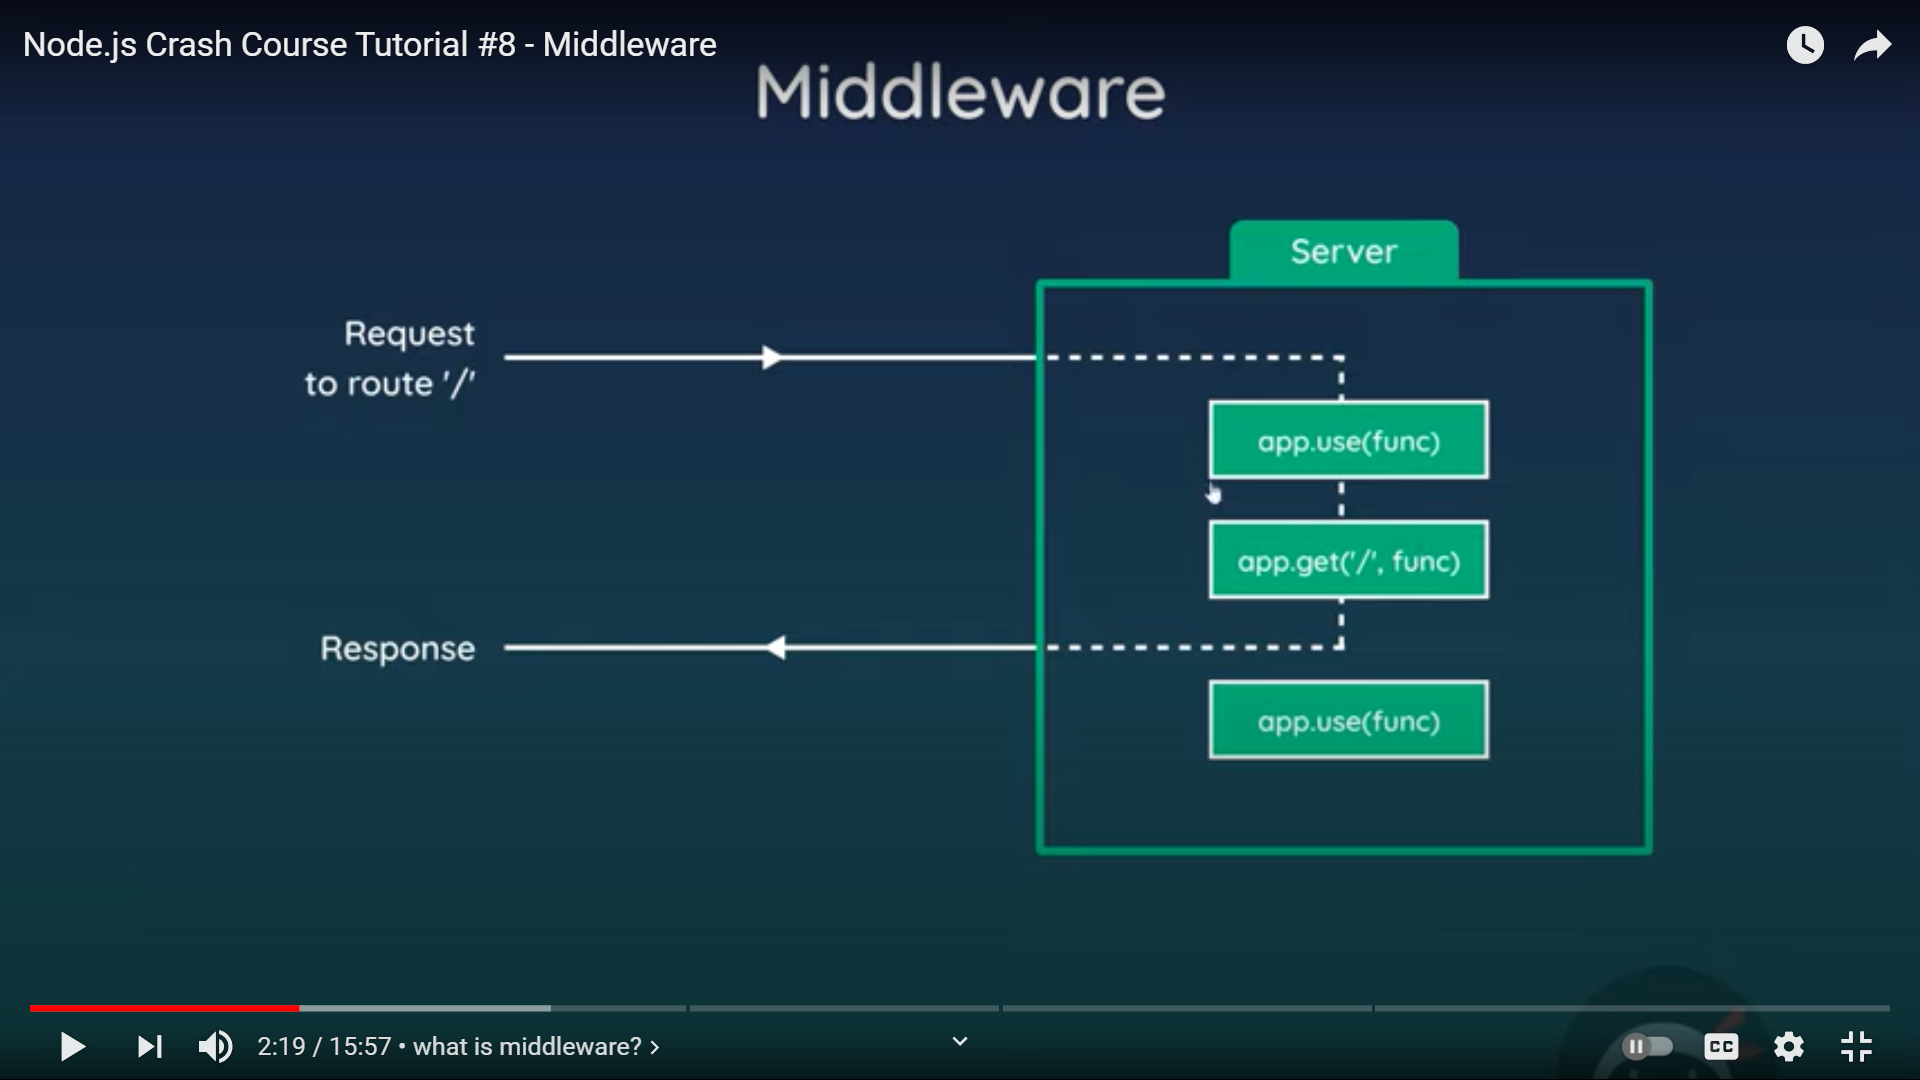 Node.js Crash Course Tutorial #8 - Middleware
Middleware
Server
Request
to route '/'
app.use(func)
app.get('/', func)
Response
app.use(func)
2:19 / 15:57 • what is middleware? >
CC